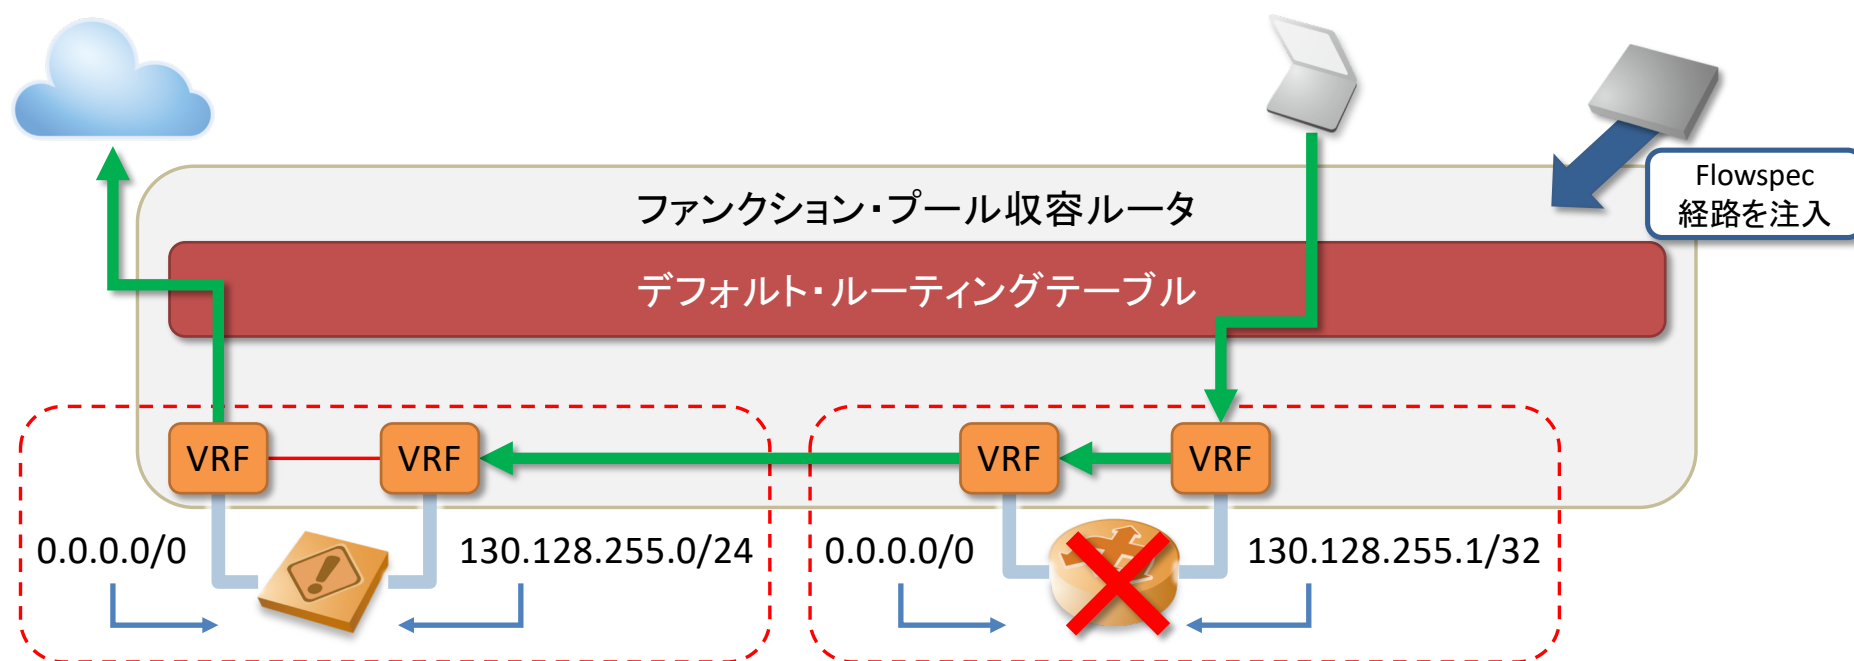 Flowspec
経路を注入
ファンクション・プール収容ルータ
デフォルト・ルーティングテーブル
VRF
VRF
VRF
VRF
0.0.0.0/0
130.128.255.0/24
0.0.0.0/0
130.128.255.1/32